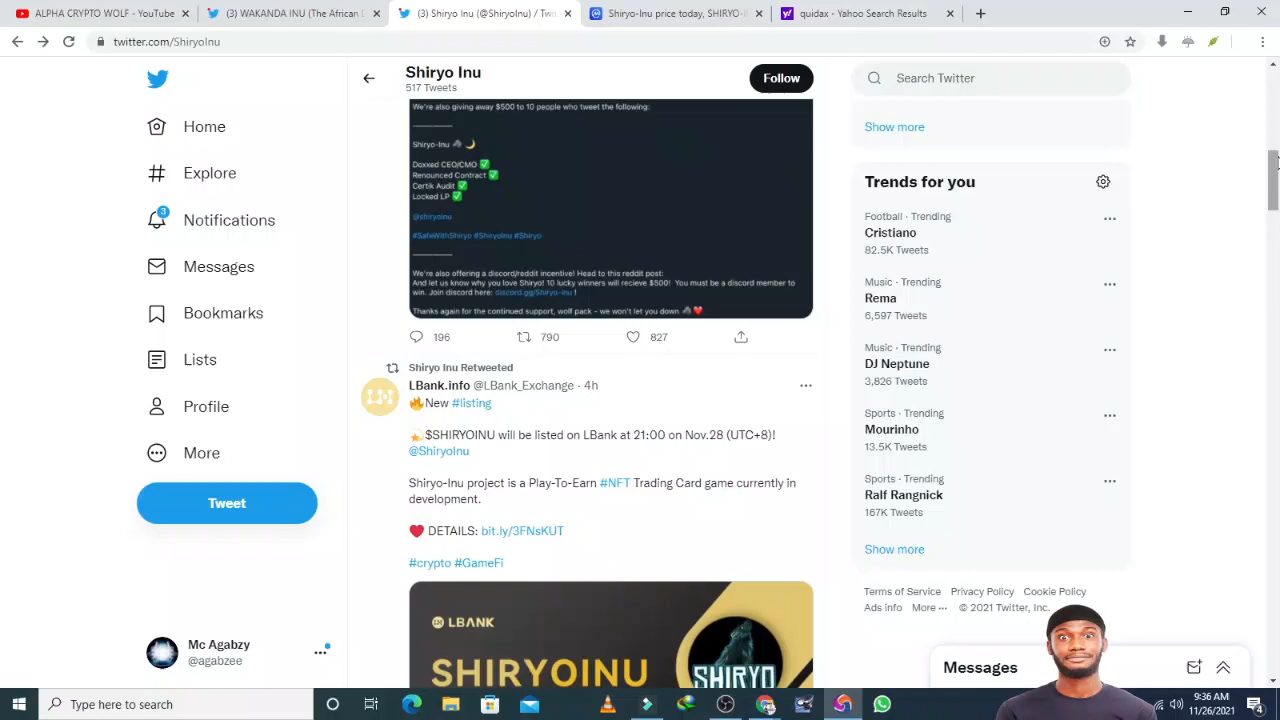 ALPHA GOLD WOLF - YouTube
(3) WAKANDA INU (The African D
(3) Shiryo Inu (@ShiryoInu) / Twit
Shiryo-Inu price today, SHIRYO-IN
quidax - Yahoo Search Results
twitter.com/ShiryoInu
Shiryo Inu
517 Tweets
Follow
Search Twitter
Home
Explore
3
Notifications
Messages
Bookmarks
Lists
Profile
More
Tweet
Mc Agabzy
@agabzee
We're also giving away $500 to 10 people who tweet the following:
Shiryo-Inu 🐺 🌙
Doxxed CEO/CMO ✅
Renounced Contract ✅
Certik Audit ✅
Locked LP ✅
@shiryoinu
#SafeWithShiryo #ShiryoInu #Shiryo
We're also offering a discord/reddit incentive! Head to this reddit post:
And let us know why you love Shiryo! 10 lucky winners will recieve $500! You must be a discord member to
win. Join discord here: discord.gg/Shiryo-inu !
Thanks again for the continued support, wolf pack - we won't let you down 🐺❤️
196
790
827
Shiryo Inu Retweeted
LBank.info @LBank_Exchange · 4h
🔥New #listing
💫$SHIRYOINU will be listed on LBank at 21:00 on Nov.28 (UTC+8)!
@ShiryoInu
Shiryo-Inu project is a Play-To-Earn #NFT Trading Card game currently in
development.
❤️ DETAILS: bit.ly/3FNsKUT
#crypto #GameFi
LBANK
SHIRYOINU
SHIRYO
Show more
Trends for you
Football · Trending
82.5K Tweets
Music · Trending
Rema
6,597 Tweets
Music · Trending
DJ Neptune
3,826 Tweets
Sports · Trending
Mourinho
13.5K Tweets
Sports · Trending
Ralf Rangnick
167K Tweets
Show more
Terms of Service Privacy Policy Cookie Policy
Ads info More ··· © 2021 Twitter, Inc.
Messages
Type here to search
:36 AM
11/26/2021